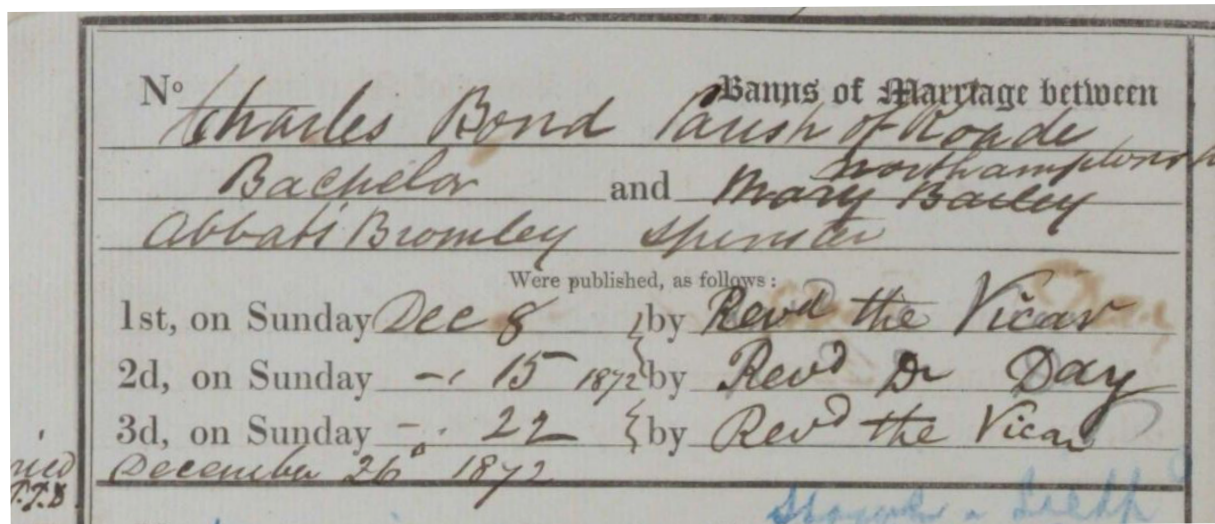 No Banns of Marriage between
Charles Bond Parish of Roade
Northamptonsh
Bachelor and Mary Bailey
Abbats Bromley Spinster
Were published, as follows:
1st, on Sunday Dec 8 by Revd the Vicar
2d, on Sunday -. 15 1872 by Revd Dr Day
3d, on Sunday -. 22 by Revd the Vicar
December 26 1872